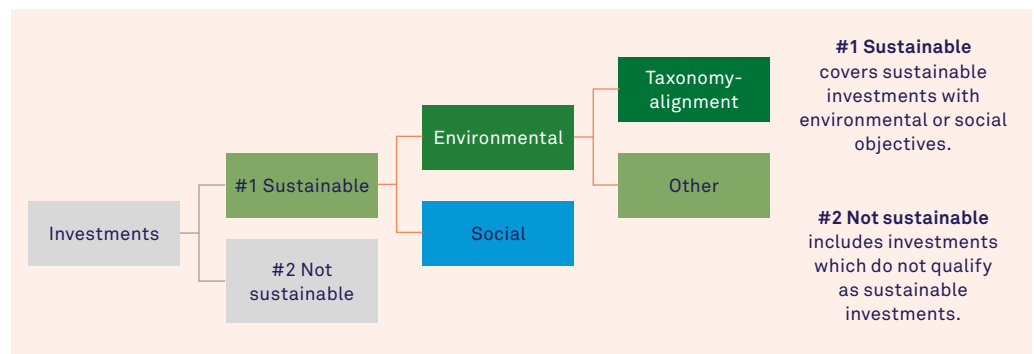 Investments
#1 Sustainable
#2 Not
sustainable
Environmental
Social
Taxonomy-
alignment
Other
#1 Sustainable
covers sustainable
investments with
environmental or social
objectives.
#2 Not sustainable
includes investments
which do not qualify
as sustainable
investments.